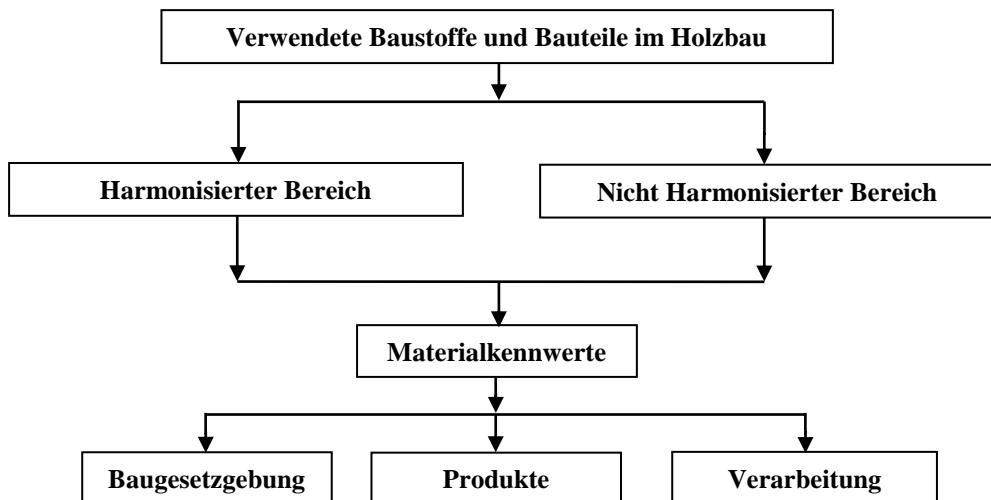 Verwendete Baustoffe und Bauteile im Holzbau
Harmonisierter Bereich
Nicht Harmonisierter Bereich
Materialkennwerte
Baugesetzgebung
Produkte
Verarbeitung